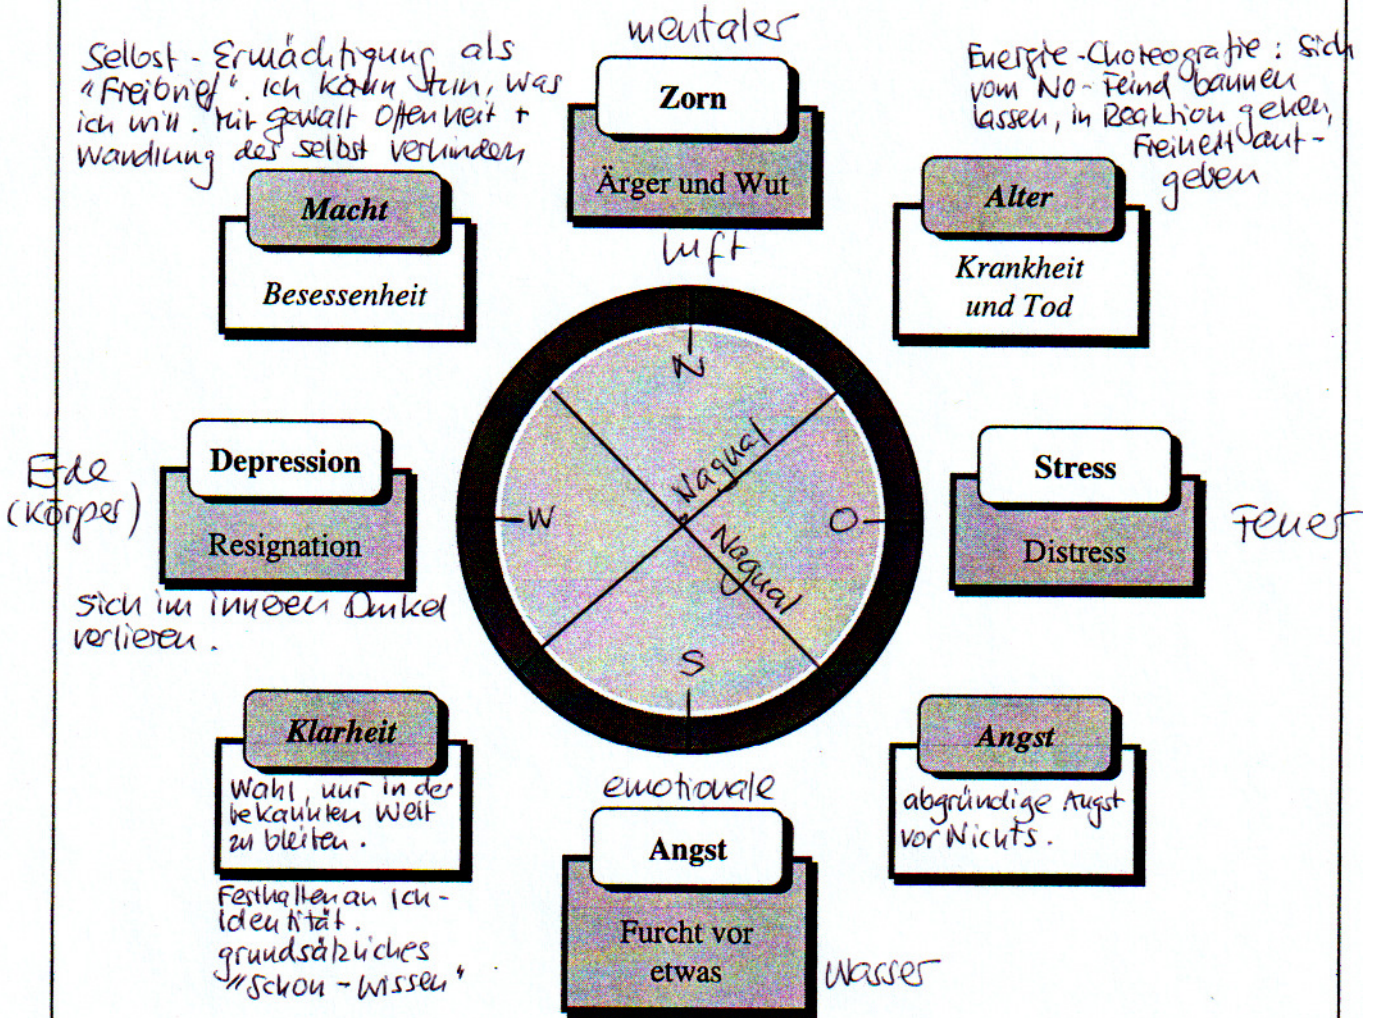 mentaler
Selbst-Ermächtigung als
"Freibrief". Ich kann tun, was
ich will. Mit Gewalt Offenheit +
Wandlung des Selbst verhindern
Energie-Choreografie: Sich
vom No-Feind bannen
lassen, in Reaktion gehen,
Freiheit auf-
geben
Zorn
Ärger und Wut
Luft
Macht
Besessenheit
Alter
Krankheit
und Tod
N
Nagual
W
O
Nagual
S
Erde
(Körper)
Depression
Resignation
sich im inneren Dunkel
verlieren.
Stress
Distress
Feuer
Klarheit
Wahl, nur in der
bekannten Welt
zu bleiben.
Festhalten an Ich-
Identität.
grundsätzliches
"Schon-Wissen"
emotionale
Angst
Furcht vor
etwas
Wasser
Angst
abgründige Angst
vor Nichts.